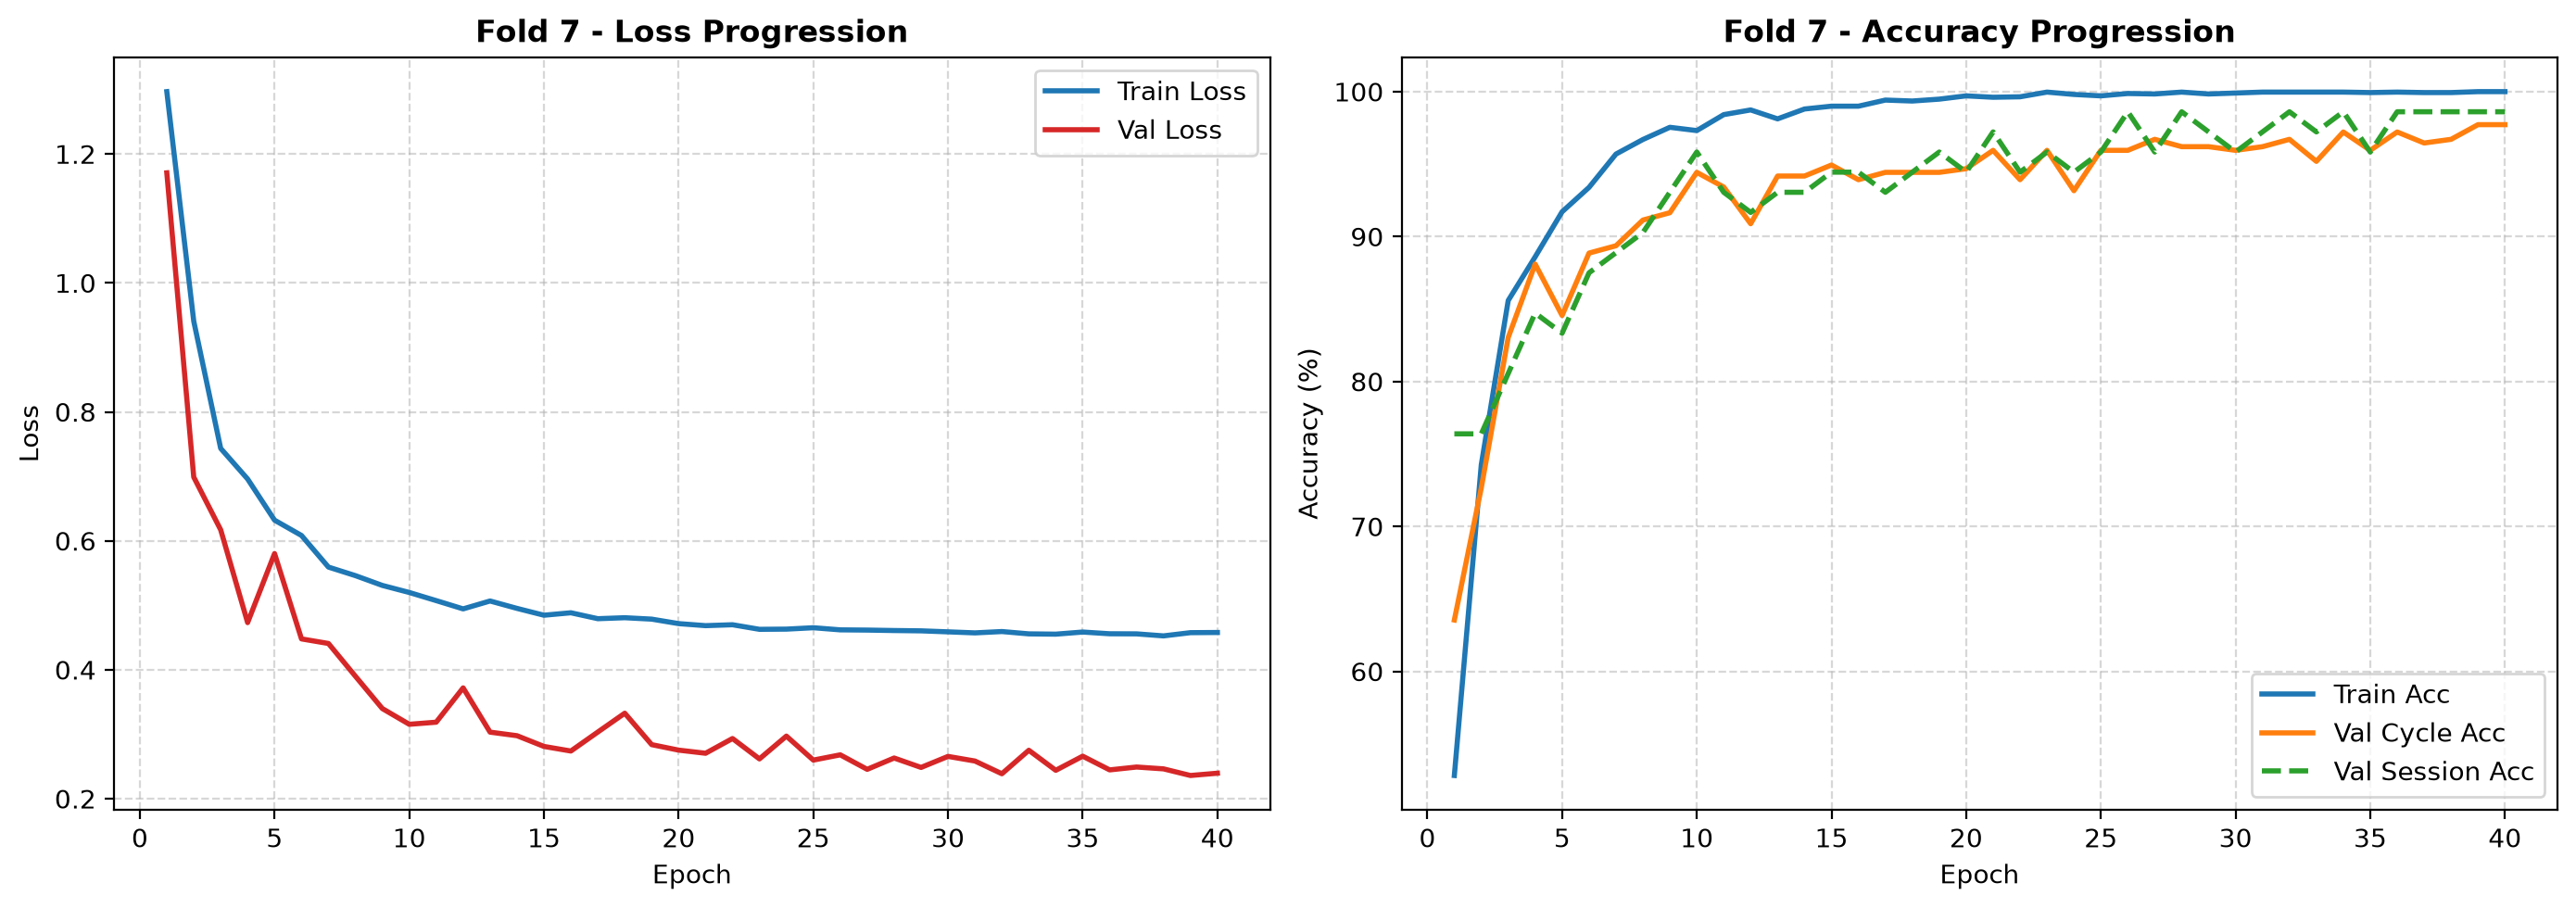 Fold 7 - Loss Progression
Train Loss
Val Loss
Loss
1.2
1.0
0.8
0.6
0.4
0.2
0 5 10 15 20 25 30 35 40
Epoch
Fold 7 - Accuracy Progression
Accuracy (%)
100
90
80
70
60
Train Acc
Val Cycle Acc
Val Session Acc
0 5 10 15 20 25 30 35 40
Epoch